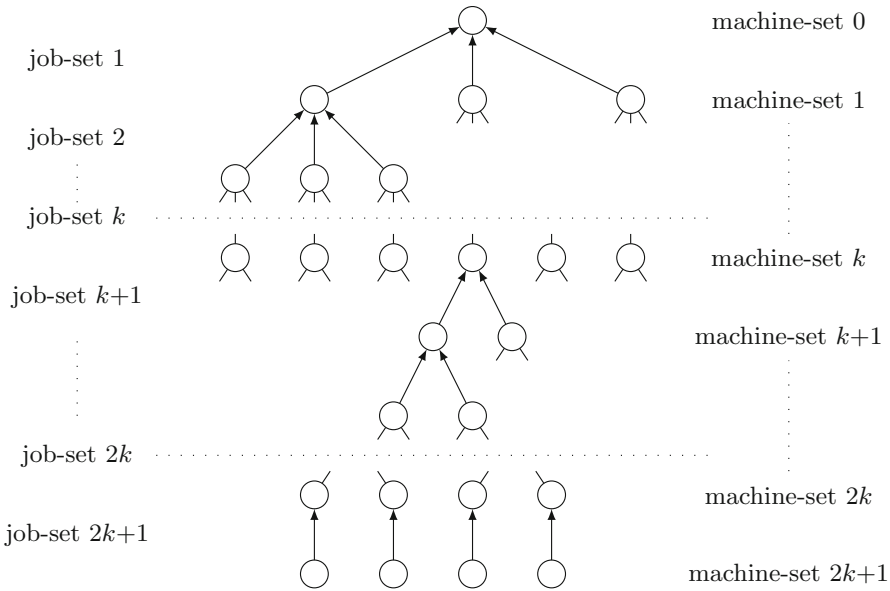 machine-set 0
job-set 1
machine-set 1
job-set 2
job-set k
machine-set k
job-set k+1
machine-set k+1
job-set 2k
machine-set 2k
job-set 2k+1
machine-set 2k+1